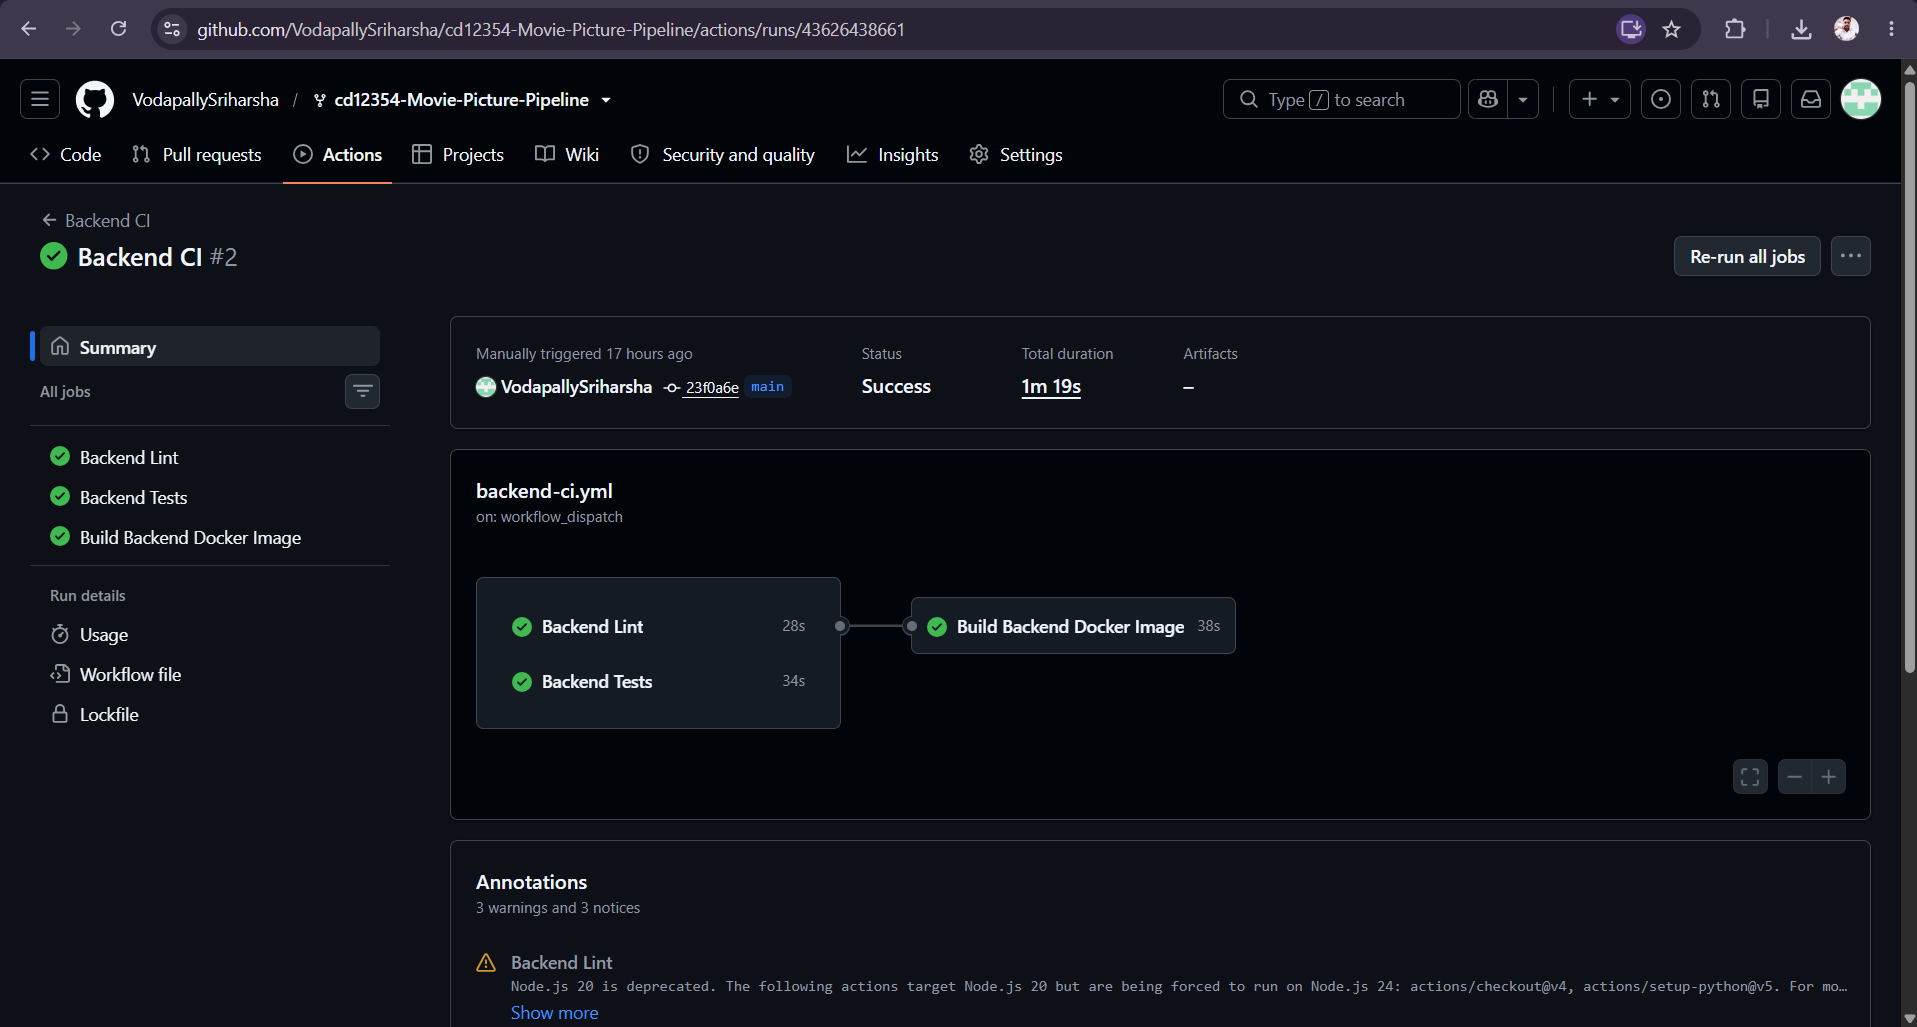 github.com/VodapallySriharsha/cd12354-Movie-Picture-Pipeline/actions/runs/43626438661
VodapallySriharsha / cd12354-Movie-Picture-Pipeline
Type / to search
Code Pull requests Actions Projects Wiki Security and quality Insights Settings
Backend CI
Backend CI #2
Re-run all jobs
Summary
All jobs
Backend Lint
Backend Tests
Build Backend Docker Image
Run details
Usage
Workflow file
Lockfile
Manually triggered 17 hours ago
VodapallySriharsha 23f0a6e main
Status
Success
Total duration
1m 19s
Artifacts
–
backend-ci.yml
on: workflow_dispatch
Backend Lint 28s
Backend Tests 34s
Build Backend Docker Image 38s
Annotations
3 warnings and 3 notices
Backend Lint
Node.js 20 is deprecated. The following actions target Node.js 20 but are being forced to run on Node.js 24: actions/checkout@v4, actions/setup-python@v5. For mo…
Show more